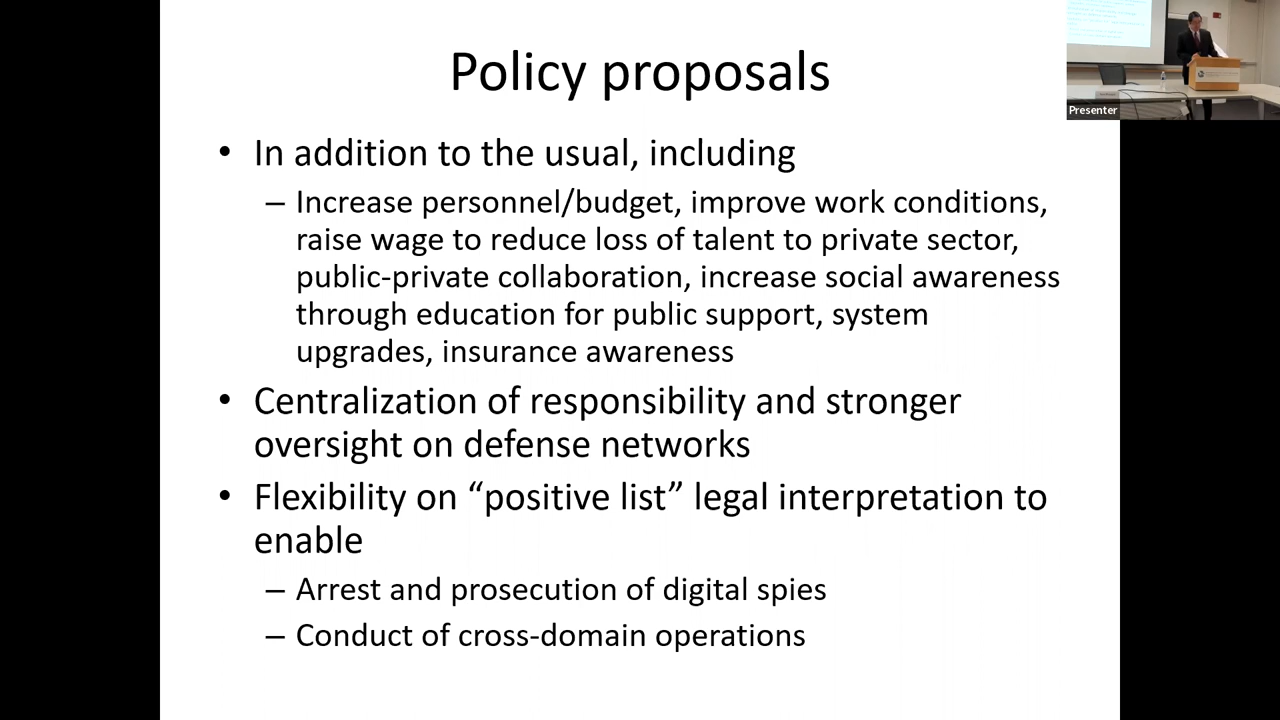 Policy proposals
• In addition to the usual, including
– Increase personnel/budget, improve work conditions,
raise wage to reduce loss of talent to private sector,
public-private collaboration, increase social awareness
through education for public support, system
upgrades, insurance awareness
• Centralization of responsibility and stronger
oversight on defense networks
• Flexibility on “positive list” legal interpretation to
enable
– Arrest and prosecution of digital spies
– Conduct of cross-domain operations
Presenter